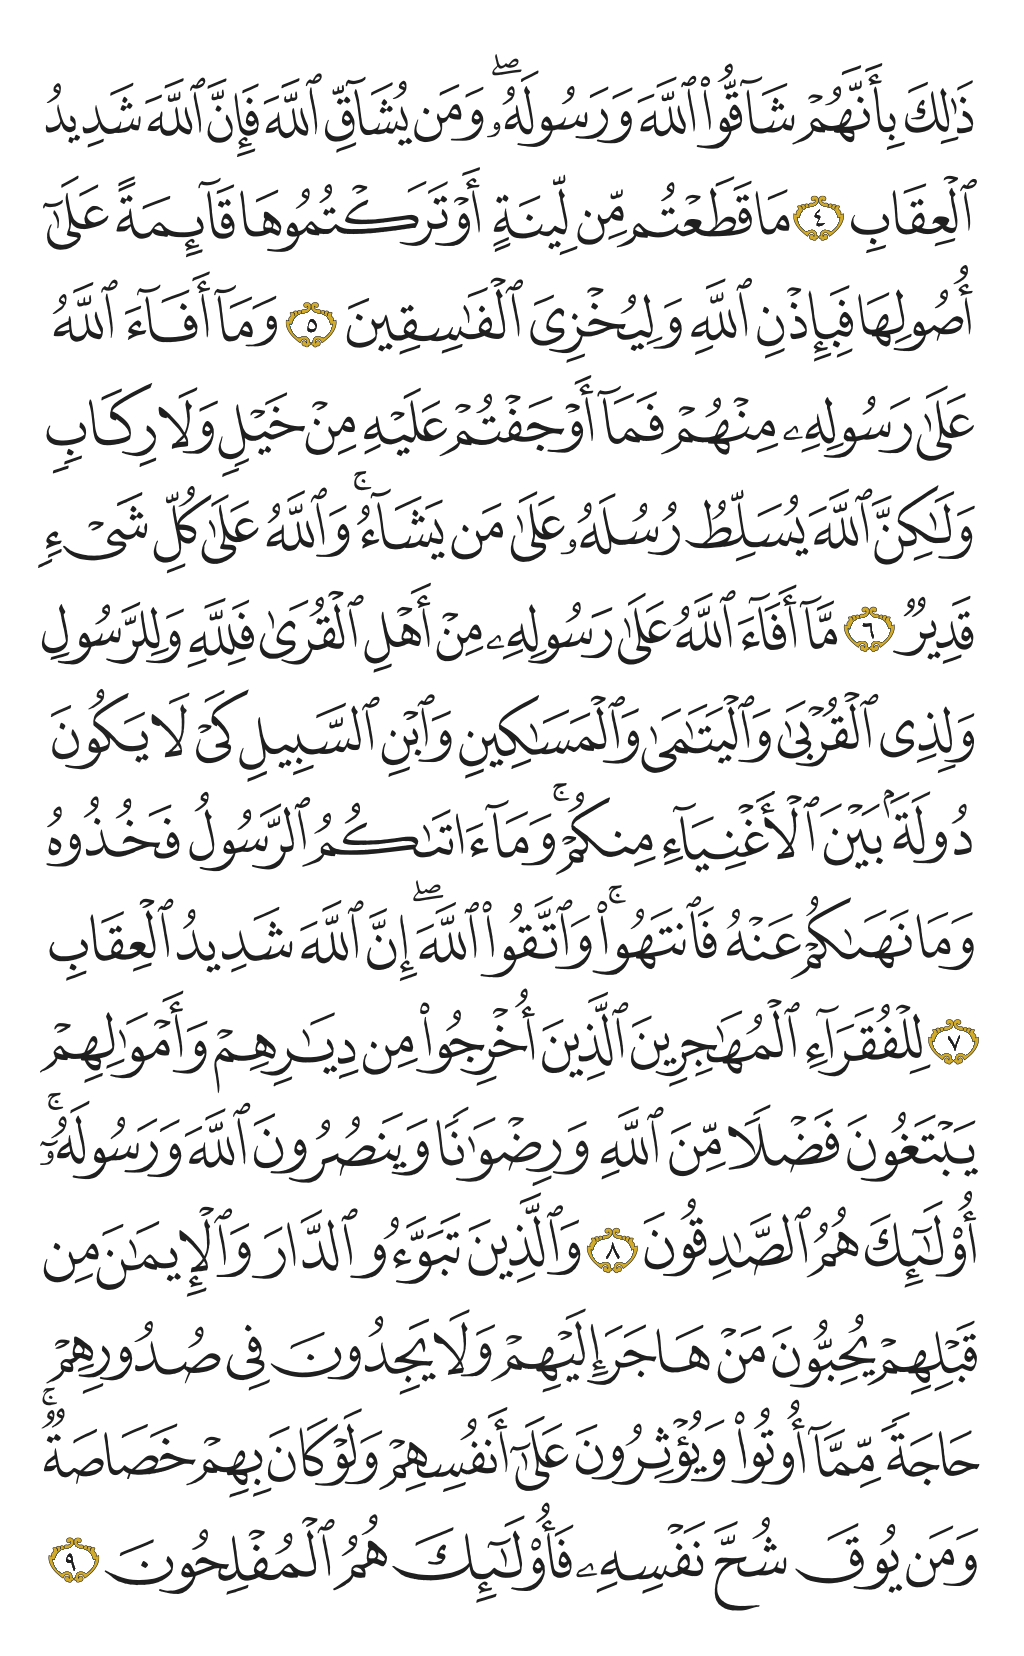 ذَٰلِكَ بِأَنَّهُمۡ شَآقُّواْ ٱللَّهَ وَرَسُولَهُۥۖ وَمَن يُشَآقِّ ٱللَّهَ فَإِنَّ ٱللَّهَ شَدِيدُ
ٱلۡعِقَابِ ٤ مَا قَطَعۡتُم مِّن لِّينَةٍ أَوۡ تَرَكۡتُمُوهَا قَآئِمَةً عَلَىٰٓ
أُصُولِهَا فَبِإِذۡنِ ٱللَّهِ وَلِيُخۡزِيَ ٱلۡفَٰسِقِينَ ٥ وَمَآ أَفَآءَ ٱللَّهُ
عَلَىٰ رَسُولِهِۦ مِنۡهُمۡ فَمَآ أَوۡجَفۡتُمۡ عَلَيۡهِ مِنۡ خَيۡلٖ وَلَا رِكَابٖ
وَلَٰكِنَّ ٱللَّهَ يُسَلِّطُ رُسُلَهُۥ عَلَىٰ مَن يَشَآءُۚ وَٱللَّهُ عَلَىٰ كُلِّ شَيۡءٖ
قَدِيرٞ ٦ مَّآ أَفَآءَ ٱللَّهُ عَلَىٰ رَسُولِهِۦ مِنۡ أَهۡلِ ٱلۡقُرَىٰ فَلِلَّهِ وَلِلرَّسُولِ
وَلِذِي ٱلۡقُرۡبَىٰ وَٱلۡيَتَٰمَىٰ وَٱلۡمَسَٰكِينِ وَٱبۡنِ ٱلسَّبِيلِ كَيۡ لَا يَكُونَ
دُولَةَۢ بَيۡنَ ٱلۡأَغۡنِيَآءِ مِنكُمۡۚ وَمَآ ءَاتَىٰكُمُ ٱلرَّسُولُ فَخُذُوهُ
وَمَا نَهَىٰكُمۡ عَنۡهُ فَٱنتَهُواْۚ وَٱتَّقُواْ ٱللَّهَۖ إِنَّ ٱللَّهَ شَدِيدُ ٱلۡعِقَابِ
٧ لِلۡفُقَرَآءِ ٱلۡمُهَٰجِرِينَ ٱلَّذِينَ أُخۡرِجُواْ مِن دِيَٰرِهِمۡ وَأَمۡوَٰلِهِمۡ
يَبۡتَغُونَ فَضۡلٗا مِّنَ ٱللَّهِ وَرِضۡوَٰنٗا وَيَنصُرُونَ ٱللَّهَ وَرَسُولَهُۥٓۚ
أُوْلَٰٓئِكَ هُمُ ٱلصَّٰدِقُونَ ٨ وَٱلَّذِينَ تَبَوَّءُو ٱلدَّارَ وَٱلۡإِيمَٰنَ مِن
قَبۡلِهِمۡ يُحِبُّونَ مَنۡ هَاجَرَ إِلَيۡهِمۡ وَلَا يَجِدُونَ فِي صُدُورِهِمۡ
حَاجَةٗ مِّمَّآ أُوتُواْ وَيُؤۡثِرُونَ عَلَىٰٓ أَنفُسِهِمۡ وَلَوۡ كَانَ بِهِمۡ خَصَاصَةٞۚ
وَمَن يُوقَ شُحَّ نَفۡسِهِۦ فَأُوْلَٰٓئِكَ هُمُ ٱلۡمُفۡلِحُونَ ٩